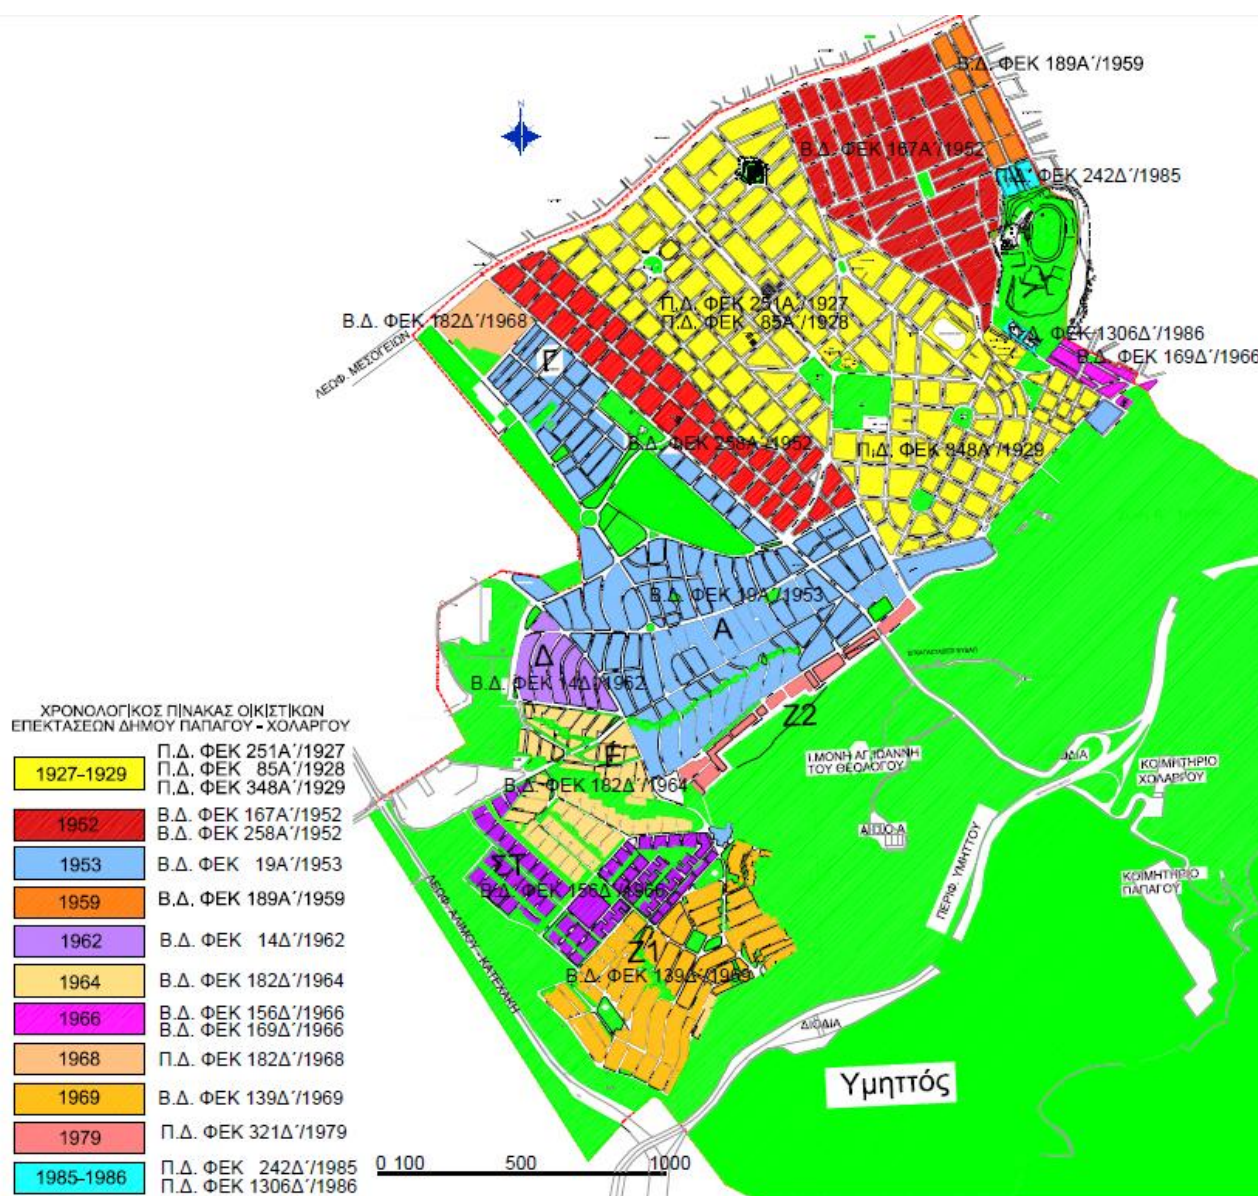 N
Β.Δ. ΦΕΚ 189Α΄/1959
Β.Δ. ΦΕΚ 167Α΄/1952
Π.Δ. ΦΕΚ 242Δ΄/1985
Π.Δ. ΦΕΚ 251Α΄/1927
Π.Δ. ΦΕΚ 85Α΄/1928
Β.Δ. ΦΕΚ 182Δ΄/1968
ΛΕΩΦ. ΜΕΣΟΓΕΙΩΝ
Δ. ΦΕΚ 1306Δ΄/1986
Β.Δ. ΦΕΚ 169Δ΄/1966
Γ
Β.Δ. ΦΕΚ 258Α΄/1952
Π.Δ. ΦΕΚ 348Α΄/1929
Β.Δ. ΦΕΚ 19Α΄/1953
Α
Δ
Β.Δ. ΦΕΚ 14Δ΄/1962
Ζ2
Ε
Β.Δ. ΦΕΚ 182Δ΄/1964
Ι.ΜΟΝΗ ΑΓ.ΙΩΑΝΝΗ
ΤΟΥ ΘΕΟΛΟΓΟΥ
ΚΟΙΜΗΤΗΡΙΟ
ΧΟΛΑΡΓΟΥ
ΣΤ
Β.Δ. ΦΕΚ 156Δ΄/1966
ΚΟΙΜΗΤΗΡΙΟ
ΠΑΠΑΓΟΥ
ΠΕΡΙΦ. ΥΜΗΤΤΟΥ
ΛΕΩΦ. ΑΛΙΜΟΥ - ΚΑΤΕΧΑΚΗ
Ζ1
Β.Δ. ΦΕΚ 139Δ΄/1969
ΔΙΟΔΙΑ
Υμηττός
ΧΡΟΝΟΛΟΓΙΚΟΣ ΠΙΝΑΚΑΣ ΟΙΚΙΣΤΙΚΩΝ
ΕΠΕΚΤΑΣΕΩΝ ΔΗΜΟΥ ΠΑΠΑΓΟΥ - ΧΟΛΑΡΓΟΥ
1927-1929
Π.Δ. ΦΕΚ 251Α΄/1927
Π.Δ. ΦΕΚ 85Α΄/1928
Π.Δ. ΦΕΚ 348Α΄/1929
1952
Β.Δ. ΦΕΚ 167Α΄/1952
Β.Δ. ΦΕΚ 258Α΄/1952
1953
Β.Δ. ΦΕΚ 19Α΄/1953
1959
Β.Δ. ΦΕΚ 189Α΄/1959
1962
Β.Δ. ΦΕΚ 14Δ΄/1962
1964
Β.Δ. ΦΕΚ 182Δ΄/1964
1966
Β.Δ. ΦΕΚ 156Δ΄/1966
Β.Δ. ΦΕΚ 169Δ΄/1966
1968
Π.Δ. ΦΕΚ 182Δ΄/1968
1969
Β.Δ. ΦΕΚ 139Δ΄/1969
1979
Π.Δ. ΦΕΚ 321Δ΄/1979
1985-1986
Π.Δ. ΦΕΚ 242Δ΄/1985
Π.Δ. ΦΕΚ 1306Δ΄/1986
0 100 500 1000